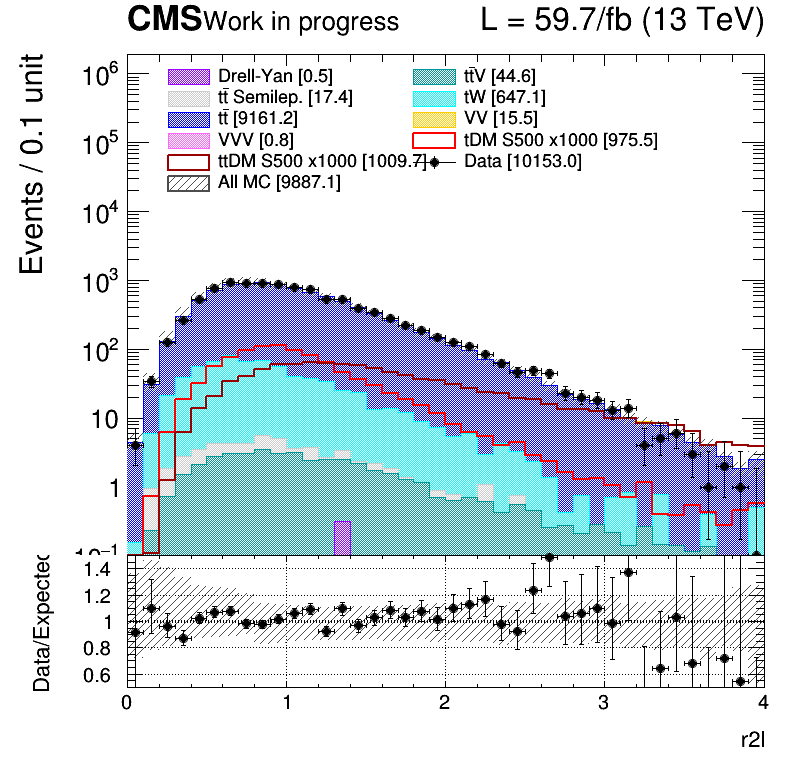 CMS Work in progress L = 59.7/fb (13 TeV)
Events / 0.1 unit
10⁶
10⁵
10⁴
10³
10²
10
1
10⁻¹
Drell-Yan [0.5] tt̄V [44.6]
tt̄ Semilep. [17.4] tW [647.1]
tt̄ [9161.2] VV [15.5]
VVV [0.8] tDM S500 x1000 [975.5]
ttDM S500 x1000 [1009.7] Data [10153.0]
All MC [9887.1]
Data/Expected
1.4
1.2
1
0.8
0.6
0 1 2 3 4
r2l